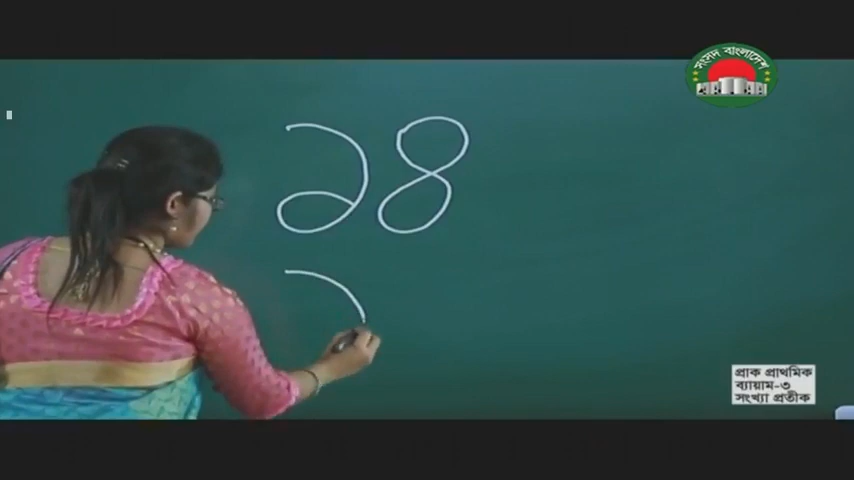 সংসদ বাংলাদেশ
১৪
প্রাক প্রাথমিক
ব্যায়াম-৩
সংখ্যা প্রতীক